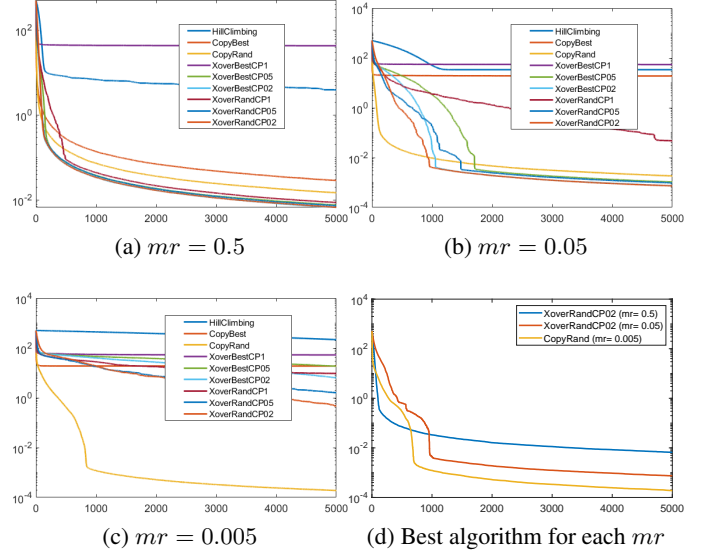 10^2
10^0
10^-2
0 1000 2000 3000 4000 5000
HillClimbing
CopyBest
CopyRand
XoverBestCP1
XoverBestCP05
XoverBestCP02
XoverRandCP1
XoverRandCP05
XoverRandCP02
(a) mr = 0.5
10^4
10^2
10^0
10^-2
10^-4
0 1000 2000 3000 4000 5000
HillClimbing
CopyBest
CopyRand
XoverBestCP1
XoverBestCP05
XoverBestCP02
XoverRandCP1
XoverRandCP05
XoverRandCP02
(b) mr = 0.05
10^4
10^2
10^0
10^-2
10^-4
0 1000 2000 3000 4000 5000
HillClimbing
CopyBest
CopyRand
XoverBestCP1
XoverBestCP05
XoverBestCP02
XoverRandCP1
XoverRandCP05
XoverRandCP02
(c) mr = 0.005
10^4
10^2
10^0
10^-2
10^-4
0 1000 2000 3000 4000 5000
XoverRandCP02 (mr= 0.5)
XoverRandCP02 (mr= 0.05)
CopyRand (mr= 0.005)
(d) Best algorithm for each mr